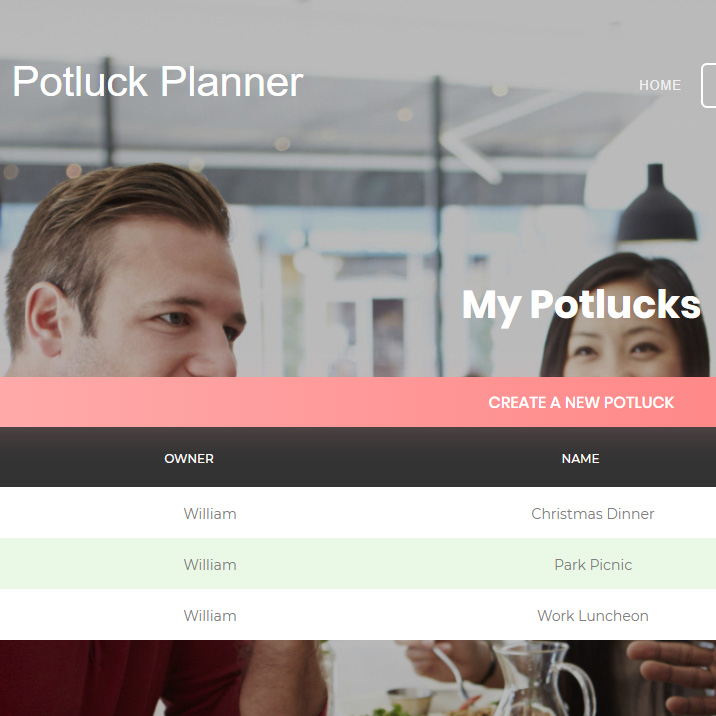 Potluck Planner
HOME
My Potlucks
CREATE A NEW POTLUCK
OWNER NAME
William Christmas Dinner
William Park Picnic
William Work Luncheon